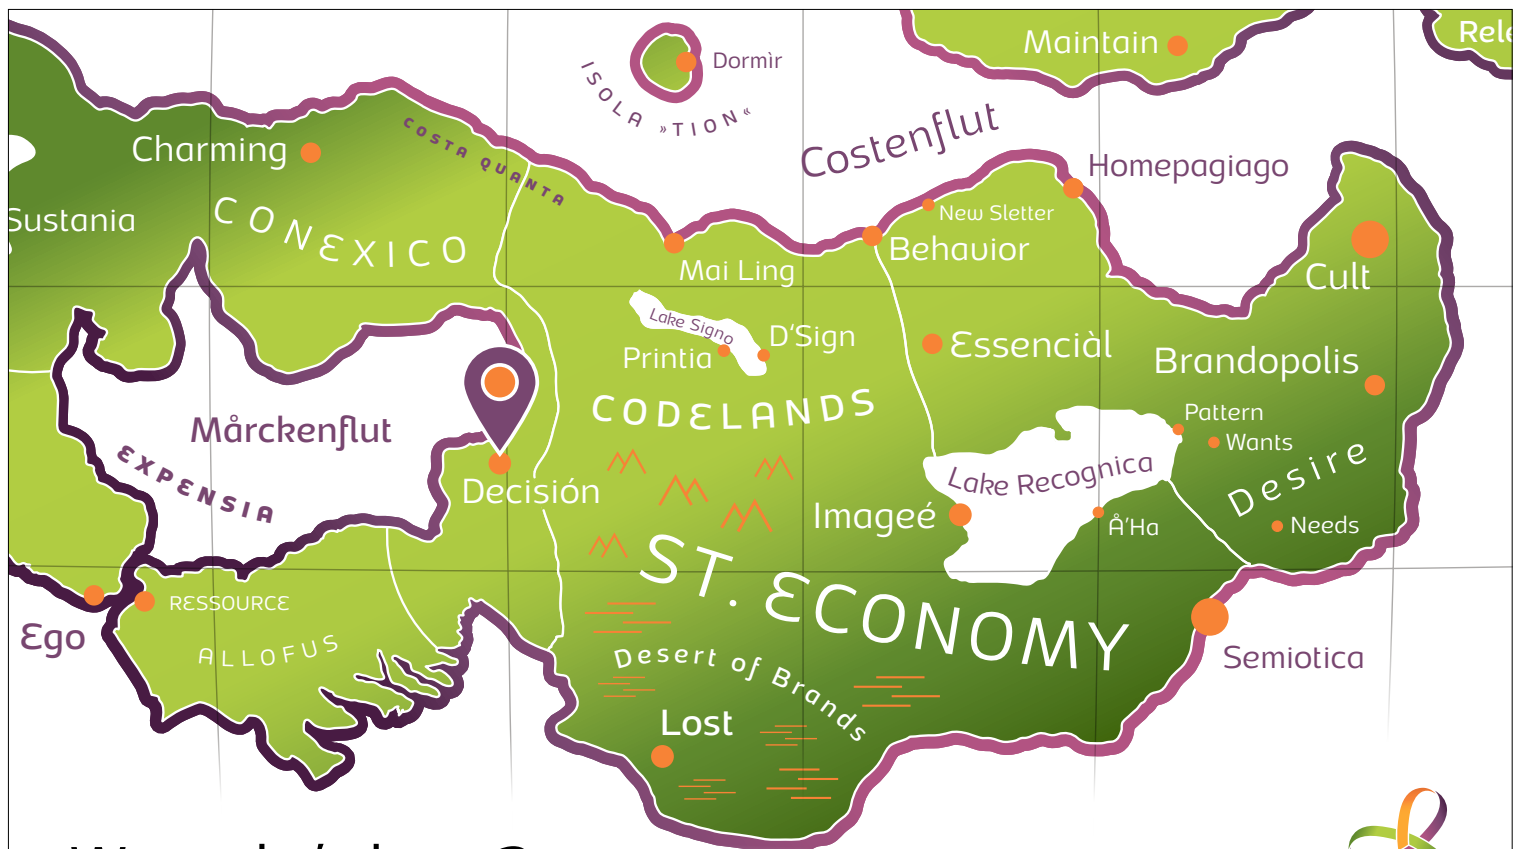 Maintain
Dormìr
ISOLA »TION«
Charming
COSTA QUANTA
Costenflut
Homepagiago
Sustania
CONEXICO
New Sletter
Behavior
Mai Ling
Cult
Lake Signo
D‘Sign
Printia
Essenciàl
Brandopolis
CODELANDS
Mårckenflut
Pattern
Wants
EXPENSIA
Lake Recognica
Desire
Decisión
Imageé
Å‘Ha
Needs
ST. ECONOMY
RESSOURCE
Ego
ALLOFUS
Desert of Brands
Semiotica
Lost